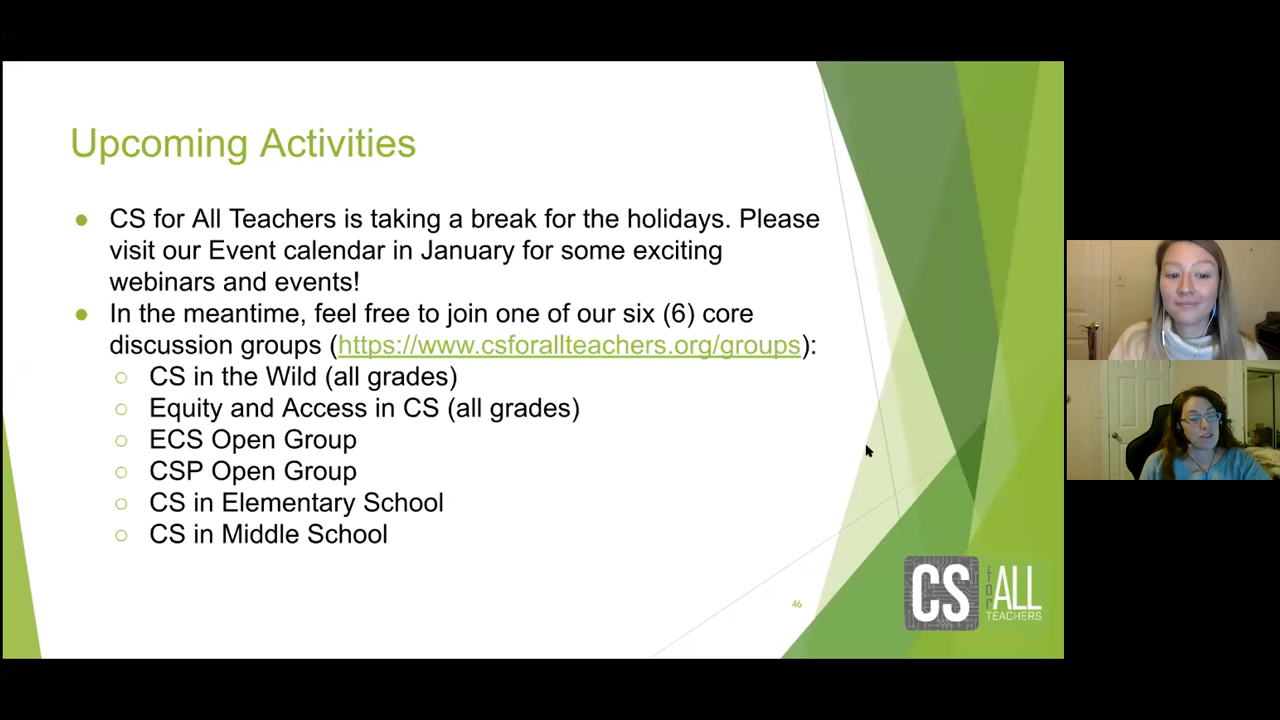 Upcoming Activities
● CS for All Teachers is taking a break for the holidays. Please
visit our Event calendar in January for some exciting
webinars and events!
● In the meantime, feel free to join one of our six (6) core
discussion groups (https://www.csforallteachers.org/groups):
○ CS in the Wild (all grades)
○ Equity and Access in CS (all grades)
○ ECS Open Group
○ CSP Open Group
○ CS in Elementary School
○ CS in Middle School
46
CS for ALL
TEACHERS